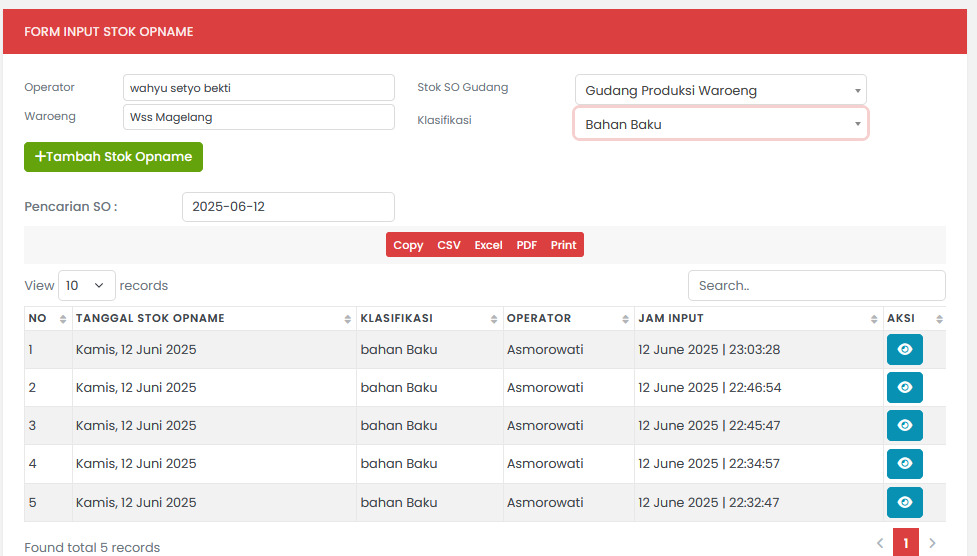 FORM INPUT STOK OPNAME
Operator wahyu setyo bekti Stok SO Gudang Gudang Produksi Waroeng
Waroeng Wss Magelang Klasifikasi Bahan Baku
+Tambah Stok Opname
Pencarian SO : 2025-06-12
Copy CSV Excel PDF Print
View 10 records Search..
NO TANGGAL STOK OPNAME KLASIFIKASI OPERATOR JAM INPUT AKSI
1 Kamis, 12 Juni 2025 bahan Baku Asmorowati 12 June 2025 | 23:03:28
2 Kamis, 12 Juni 2025 bahan Baku Asmorowati 12 June 2025 | 22:46:54
3 Kamis, 12 Juni 2025 bahan Baku Asmorowati 12 June 2025 | 22:45:47
4 Kamis, 12 Juni 2025 bahan Baku Asmorowati 12 June 2025 | 22:34:57
5 Kamis, 12 Juni 2025 bahan Baku Asmorowati 12 June 2025 | 22:32:47
Found total 5 records 1